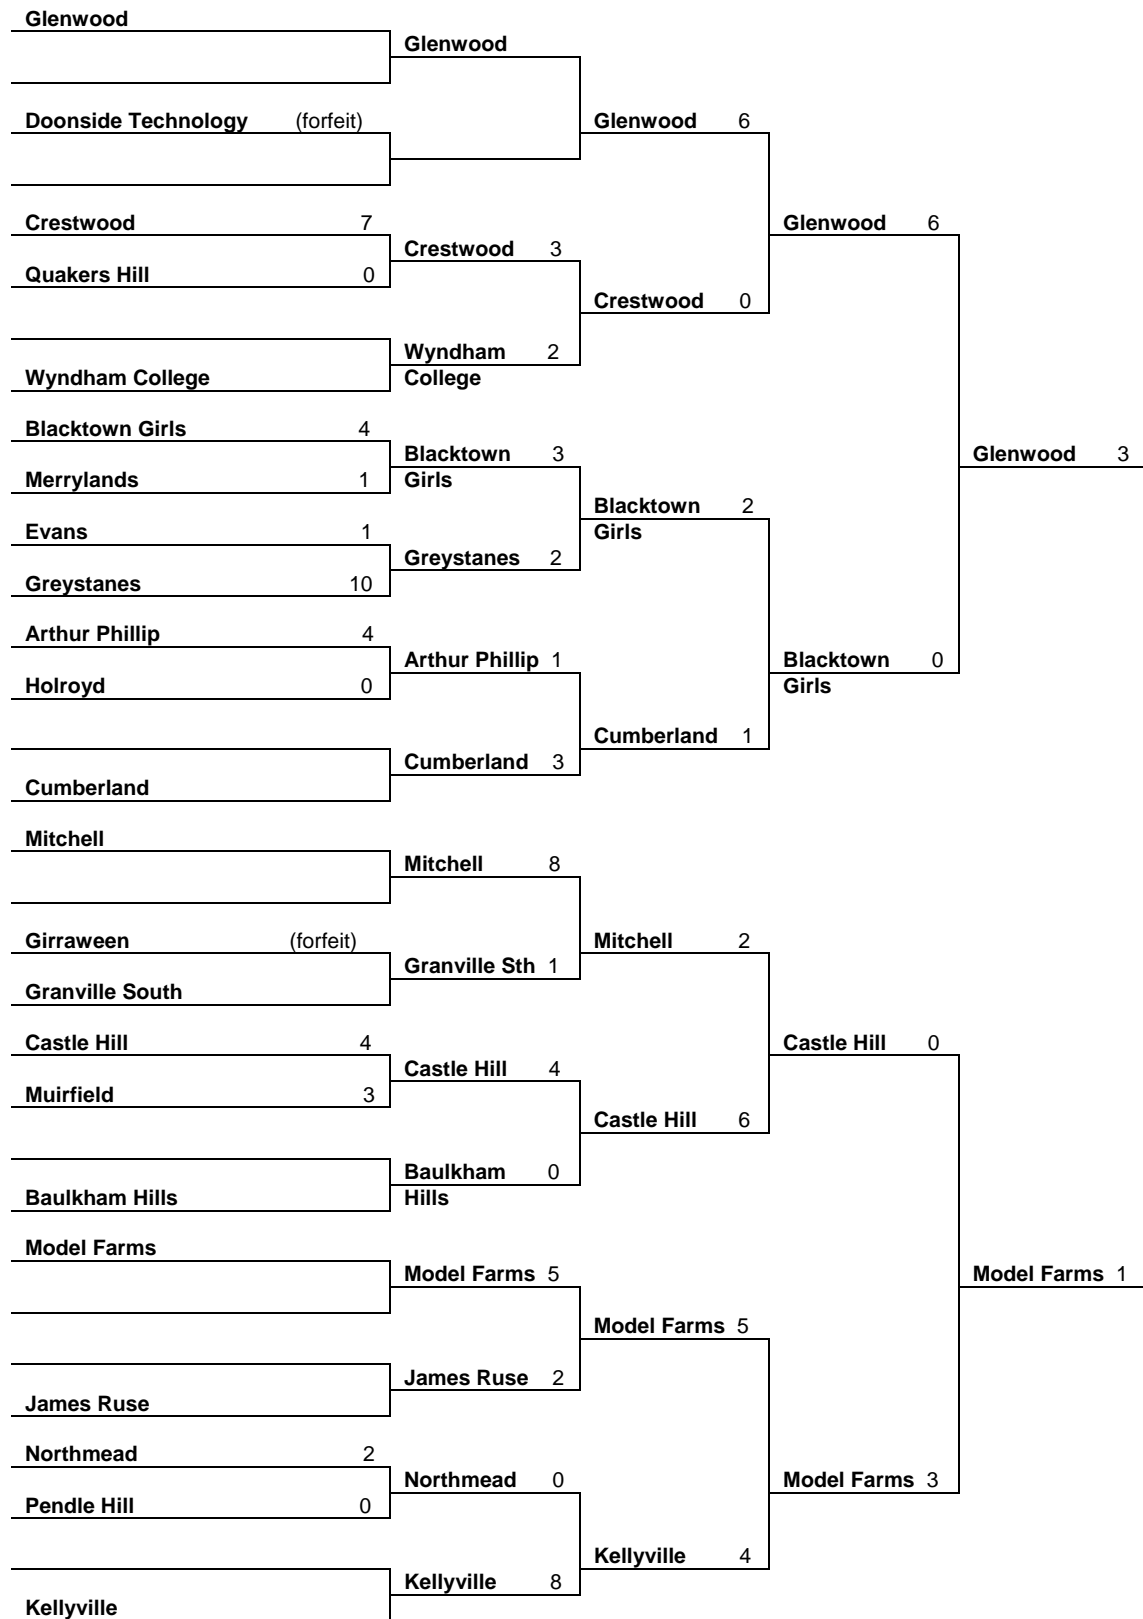 Glenwood
Glenwood
Doonside Technology (forfeit)
Glenwood 6
Crestwood 7
Glenwood 6
Crestwood 3
Quakers Hill 0
Crestwood 0
Wyndham 2
Wyndham College
College
Blacktown Girls 4
Blacktown 3
Glenwood 3
Merrylands 1
Girls
Blacktown 2
Evans 1
Girls
Greystanes 2
Greystanes 10
Arthur Phillip 4
Arthur Phillip 1
Blacktown 0
Holroyd 0
Girls
Cumberland 1
Cumberland 3
Cumberland
Mitchell
Mitchell 8
Girraween (forfeit)
Mitchell 2
Granville Sth 1
Granville South
Castle Hill 4
Castle Hill 0
Castle Hill 4
Muirfield 3
Castle Hill 6
Baulkham 0
Baulkham Hills
Hills
Model Farms
Model Farms 5
Model Farms 1
Model Farms 5
James Ruse 2
James Ruse
Northmead 2
Northmead 0
Model Farms 3
Pendle Hill 0
Kellyville 4
Kellyville 8
Kellyville